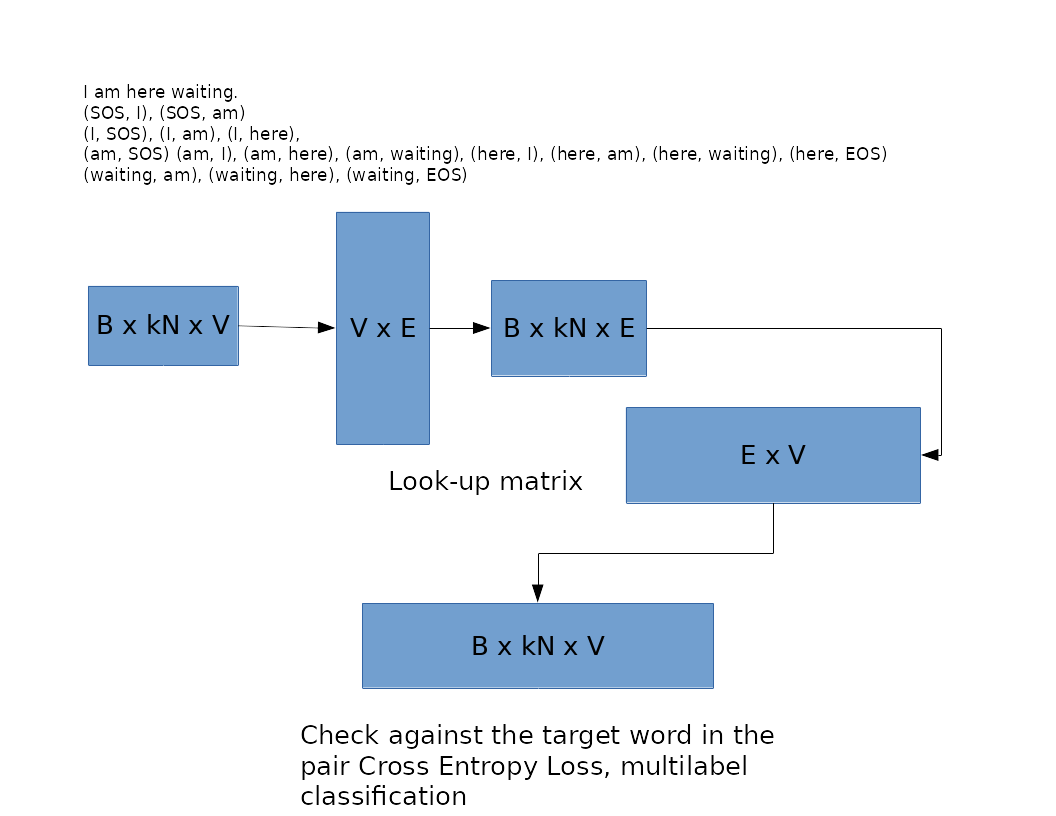 I am here waiting.
(SOS, I), (SOS, am)
(I, SOS), (I, am), (I, here),
(am, SOS) (am, I), (am, here), (am, waiting), (here, I), (here, am), (here, waiting), (here, EOS)
(waiting, am), (waiting, here), (waiting, EOS)
B x kN x V
V x E
B x kN x E
E x V
Look-up matrix
B x kN x V
Check against the target word in the
pair Cross Entropy Loss, multilabel
classification